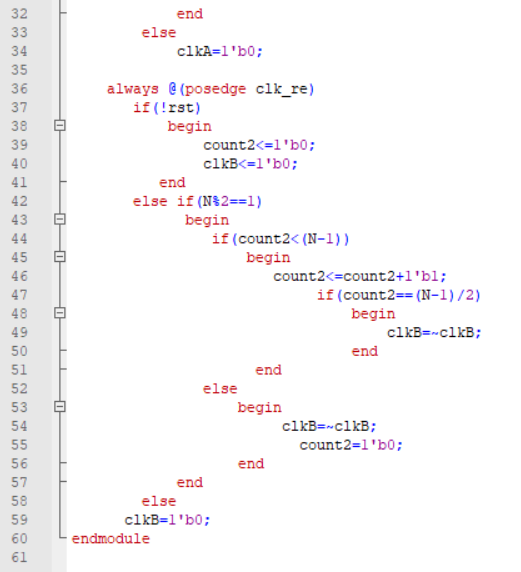 32 end
33 else
34 clkA=1'b0;
35
36 always @(posedge clk_re)
37 if(!rst)
38 begin
39 count2<=1'b0;
40 clkB<=1'b0;
41 end
42 else if(N%2==1)
43 begin
44 if(count2<(N-1))
45 begin
46 count2<=count2+1'b1;
47 if(count2==(N-1)/2)
48 begin
49 clkB=~clkB;
50 end
51 end
52 else
53 begin
54 clkB=~clkB;
55 count2=1'b0;
56 end
57 end
58 else
59 clkB=1'b0;
60 endmodule
61